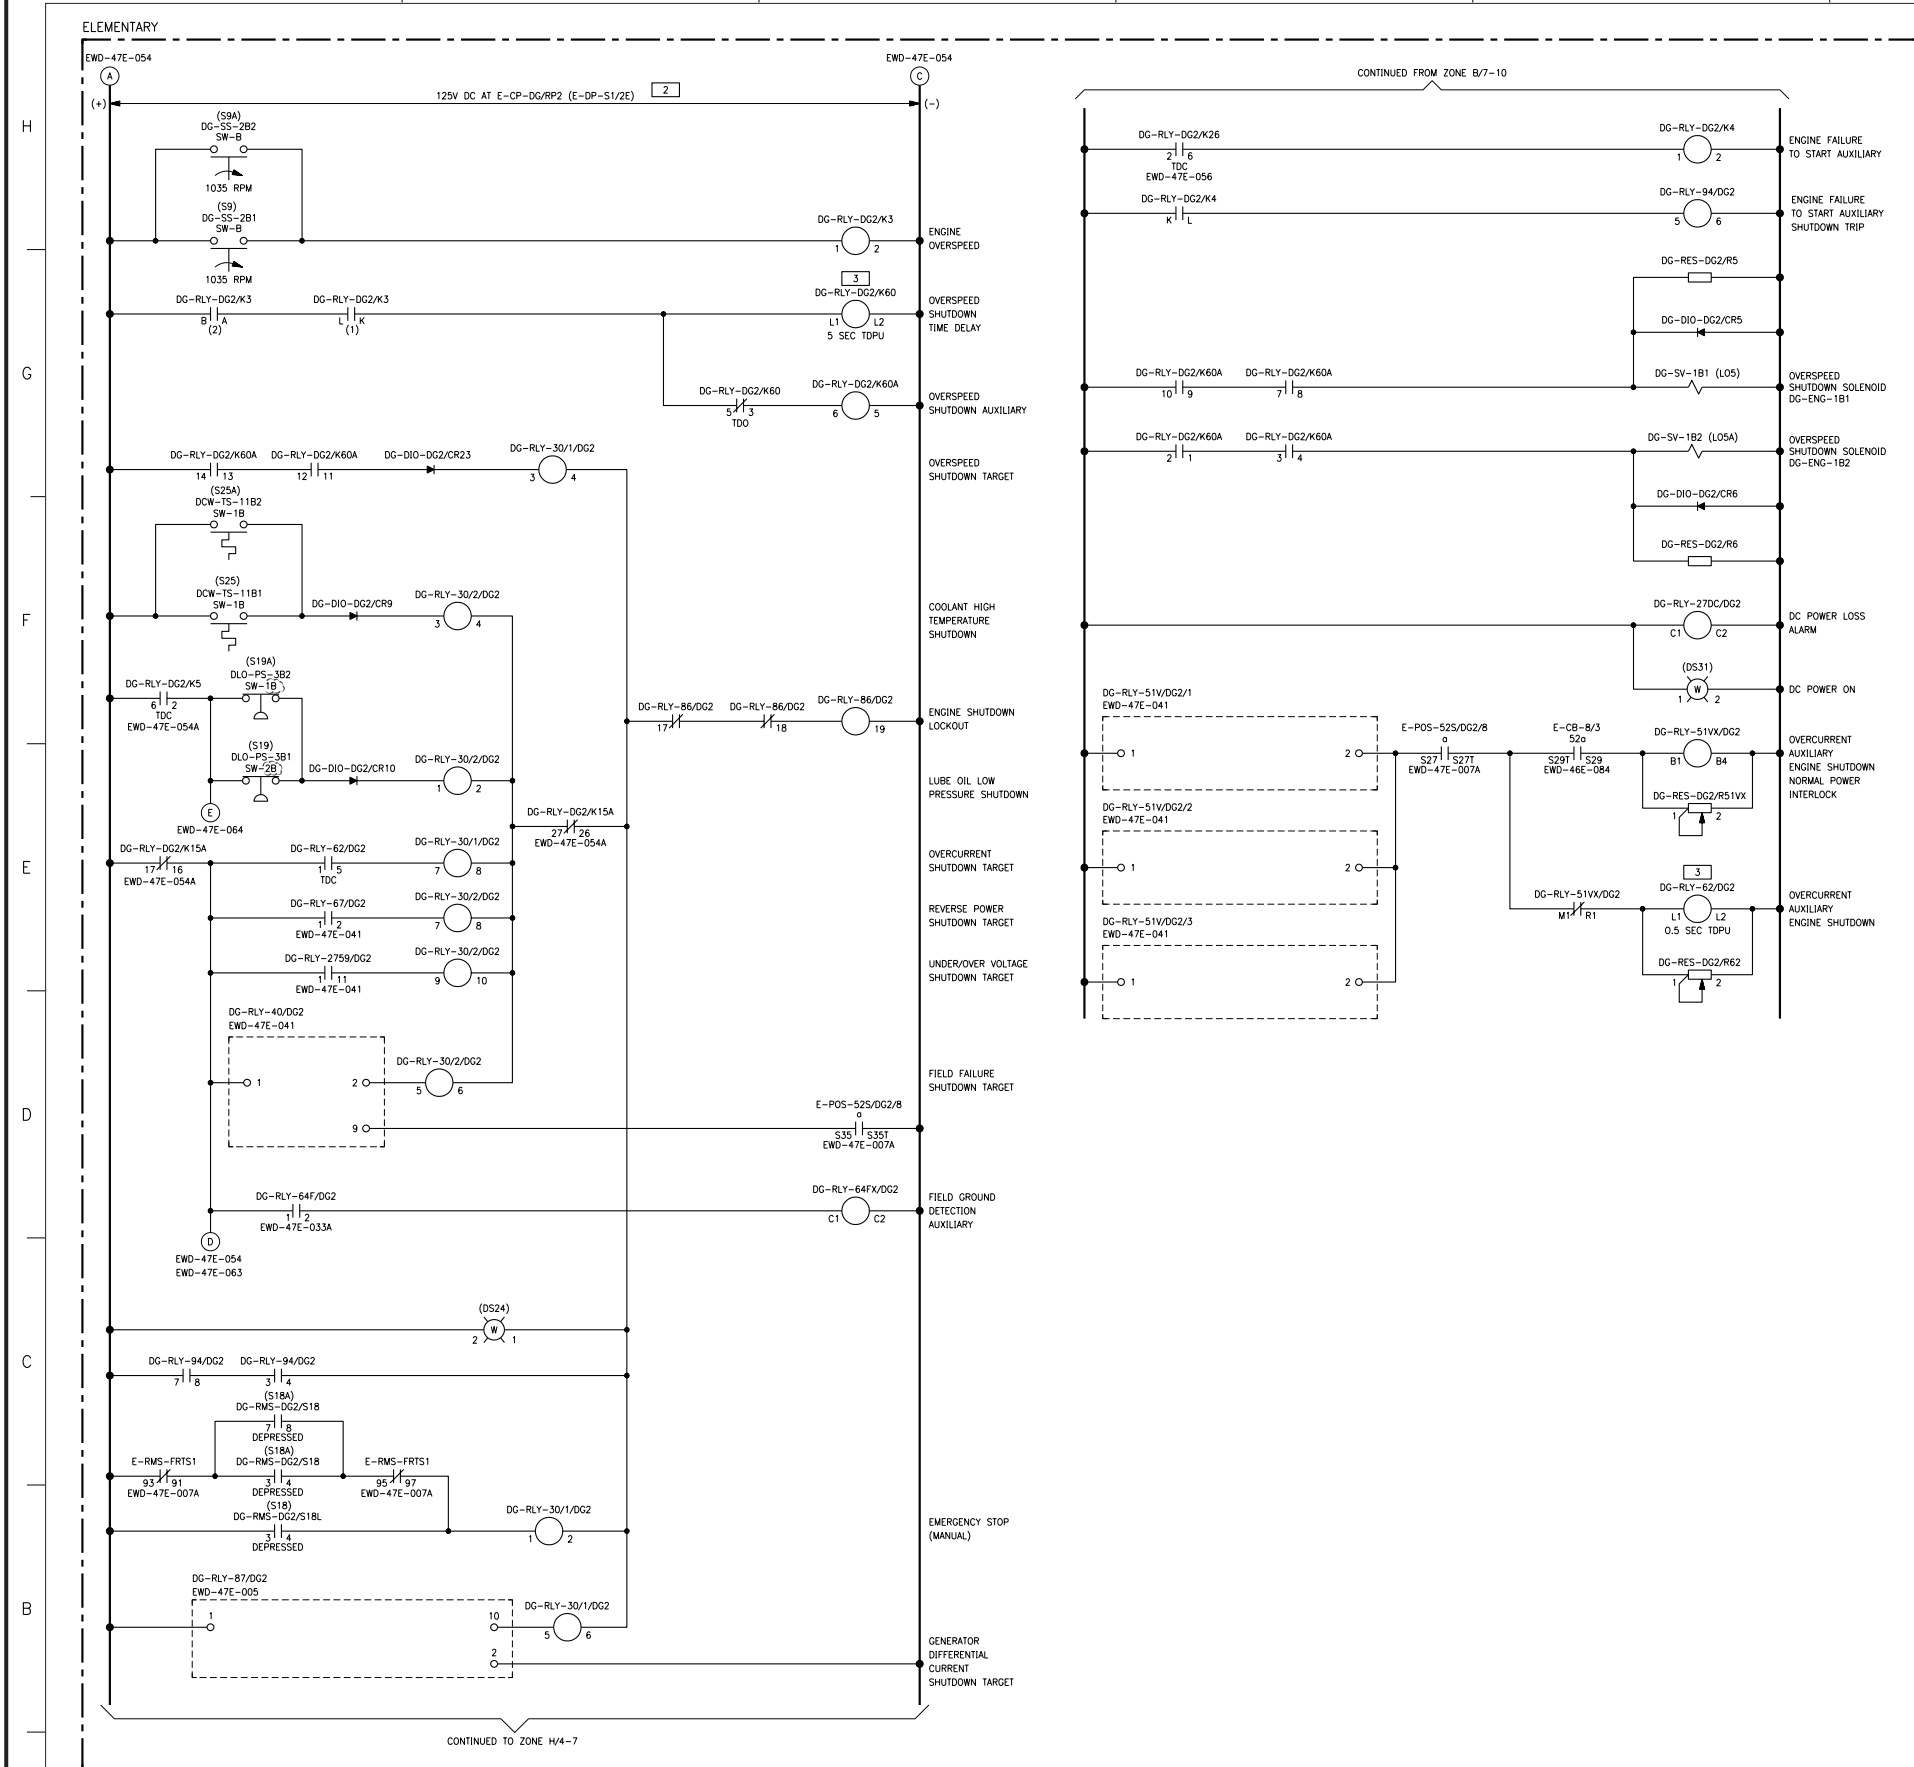 ELEMENTARY
EWD-47E-054
A
(+)
125V DC AT E-CP-DG/RP2 (E-DP-S1/2E)
2
EWD-47E-054
C
(-)
H
(S9A)
DG-SS-2B2
SW-B
1035 RPM
(S9)
DG-SS-2B1
SW-B
1035 RPM
DG-RLY-DG2/K3
1 2
ENGINE
OVERSPEED
DG-RLY-DG2/K3
B A
(2)
DG-RLY-DG2/K3
L K
(1)
3
DG-RLY-DG2/K60
L1 L2
5 SEC TDPU
OVERSPEED
SHUTDOWN
TIME DELAY
G
DG-RLY-DG2/K60
5 3
TDO
DG-RLY-DG2/K60A
6 5
OVERSPEED
SHUTDOWN AUXILIARY
DG-RLY-DG2/K60A
14 13
DG-RLY-DG2/K60A
12 11
DG-DIO-DG2/CR23
DG-RLY-30/1/DG2
3 4
OVERSPEED
SHUTDOWN TARGET
(S25A)
DCW-TS-11B2
SW-1B
(S25)
DCW-TS-11B1
SW-1B
DG-DIO-DG2/CR9
DG-RLY-30/2/DG2
3 4
COOLANT HIGH
TEMPERATURE
SHUTDOWN
F
(S19A)
DLO-PS-3B2
SW-1B
DG-RLY-DG2/K5
6 2
TDC
EWD-47E-054A
DG-RLY-86/DG2
17
DG-RLY-86/DG2
18
DG-RLY-86/DG2
19
ENGINE SHUTDOWN
LOCKOUT
(S19)
DLO-PS-3B1
SW-2B
DG-DIO-DG2/CR10
DG-RLY-30/2/DG2
1 2
LUBE OIL LOW
PRESSURE SHUTDOWN
E
EWD-47E-064
DG-RLY-DG2/K15A
27 26
EWD-47E-054A
E
DG-RLY-DG2/K15A
17 16
EWD-47E-054A
DG-RLY-62/DG2
1 5
TDC
DG-RLY-30/1/DG2
7 8
OVERCURRENT
SHUTDOWN TARGET
DG-RLY-67/DG2
1 2
EWD-47E-041
DG-RLY-30/2/DG2
7 8
REVERSE POWER
SHUTDOWN TARGET
DG-RLY-2759/DG2
1 11
EWD-47E-041
DG-RLY-30/2/DG2
9 10
UNDER/OVER VOLTAGE
SHUTDOWN TARGET
DG-RLY-40/DG2
EWD-47E-041
1 2
9
DG-RLY-30/2/DG2
5 6
FIELD FAILURE
SHUTDOWN TARGET
D
E-POS-52S/DG2/8
a
S35 S35T
EWD-47E-007A
DG-RLY-64F/DG2
1 2
EWD-47E-033A
DG-RLY-64FX/DG2
C1 C2
FIELD GROUND
DETECTION
AUXILIARY
D
EWD-47E-054
EWD-47E-063
(DS24)
2 W 1
C
DG-RLY-94/DG2
7 8
DG-RLY-94/DG2
3 4
(S18A)
DG-RMS-DG2/S18
7 8
DEPRESSED
(S18A)
DG-RMS-DG2/S18
3 4
DEPRESSED
E-RMS-FRTS1
93 91
EWD-47E-007A
E-RMS-FRTS1
95 97
EWD-47E-007A
(S18)
DG-RMS-DG2/S18L
3 4
DEPRESSED
DG-RLY-30/1/DG2
1 2
EMERGENCY STOP
(MANUAL)
B
DG-RLY-87/DG2
EWD-47E-005
1 10
2
DG-RLY-30/1/DG2
5 6
GENERATOR
DIFFERENTIAL
CURRENT
SHUTDOWN TARGET
CONTINUED TO ZONE H/4-7
CONTINUED FROM ZONE B/7-10
DG-RLY-DG2/K26
2 6
TDC
EWD-47E-056
DG-RLY-DG2/K4
1 2
ENGINE FAILURE
TO START AUXILIARY
DG-RLY-DG2/K4
K L
DG-RLY-94/DG2
5 6
ENGINE FAILURE
TO START AUXILIARY
SHUTDOWN TRIP
DG-RES-DG2/R5
DG-DIO-DG2/CR5
DG-RLY-DG2/K60A
10 9
DG-RLY-DG2/K60A
7 8
DG-SV-1B1 (LO5)
OVERSPEED
SHUTDOWN SOLENOID
DG-ENG-1B1
DG-RLY-DG2/K60A
2 1
DG-RLY-DG2/K60A
3 4
DG-SV-1B2 (LO5A)
OVERSPEED
SHUTDOWN SOLENOID
DG-ENG-1B2
DG-DIO-DG2/CR6
DG-RES-DG2/R6
DG-RLY-27DC/DG2
C1 C2
DC POWER LOSS
ALARM
(DS31)
1 W 2
DC POWER ON
DG-RLY-51V/DG2/1
EWD-47E-041
1 2
E-POS-52S/DG2/8
a
S27 S27T
EWD-47E-007A
E-CB-8/3
52a
S29T S29
EWD-46E-084
DG-RLY-51VX/DG2
B1 B4
OVERCURRENT
AUXILIARY
ENGINE SHUTDOWN
NORMAL POWER
INTERLOCK
DG-RES-DG2/R51VX
1 2
DG-RLY-51V/DG2/2
EWD-47E-041
1 2
3
DG-RLY-51VX/DG2
M1 R1
DG-RLY-62/DG2
L1 L2
0.5 SEC TDPU
OVERCURRENT
AUXILIARY
ENGINE SHUTDOWN
DG-RES-DG2/R62
1 2
DG-RLY-51V/DG2/3
EWD-47E-041
1 2